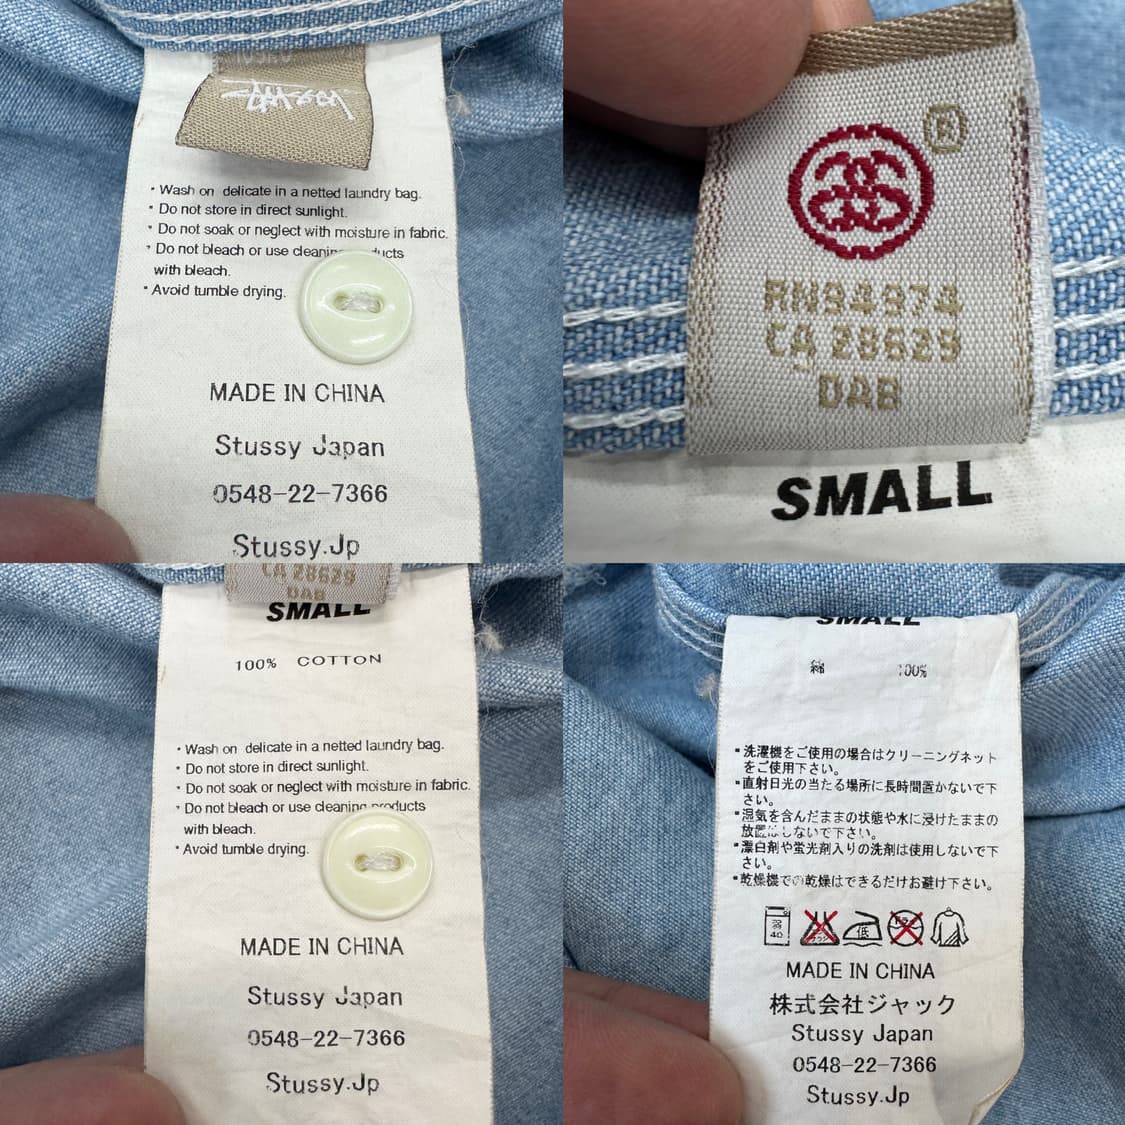 STUSSY
• Wash on delicate in a netted laundry bag.
• Do not store in direct sunlight.
• Do not soak or neglect with moisture in fabric.
• Do not bleach or use cleaning products
with bleach.
• Avoid tumble drying.
MADE IN CHINA
Stussy Japan
0548-22-7366
Stussy.Jp
®
RN94974
CA 28629
DAB
SMALL
CA 28629
DAB
SMALL
100% COTTON
• Wash on delicate in a netted laundry bag.
• Do not store in direct sunlight.
• Do not soak or neglect with moisture in fabric.
• Do not bleach or use cleaning products
with bleach.
• Avoid tumble drying.
MADE IN CHINA
Stussy Japan
0548-22-7366
Stussy.Jp
SMALL
綿 100%
▪洗濯機をご使用の場合はクリーニングネット
をご使用下さい。
▪直射日光の当たる場所に長時間置かないで下
さい。
▪湿気を含んだままの状態や水に浸けたままの
放置はしないで下さい。
▪漂白剤や蛍光剤入りの洗剤は使用しないで下
さい。
▪乾燥機での乾燥はできるだけお避け下さい。
40 低
MADE IN CHINA
株式会社ジャック
Stussy Japan
0548-22-7366
Stussy.Jp